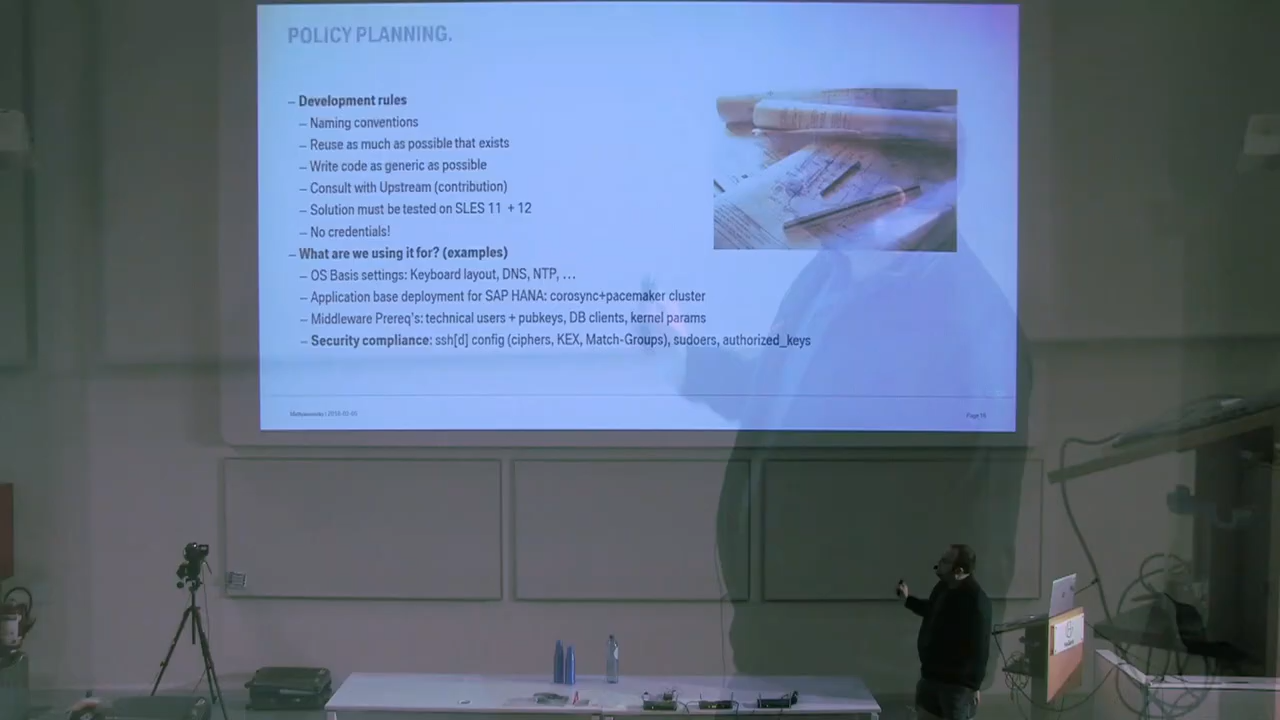 POLICY PLANNING.
– Development rules
– Naming conventions
– Reuse as much as possible that exists
– Write code as generic as possible
– Consult with Upstream (contribution)
– Solution must be tested on SLES 11 + 12
– No credentials!
– What are we using it for? (examples)
– OS Basis settings: Keyboard layout, DNS, NTP, …
– Application base deployment for SAP HANA: corosync+pacemaker cluster
– Middleware Prereq's: technical users + pubkeys, DB clients, kernel params
– Security compliance: ssh[d] config (ciphers, KEX, Match-Groups), sudoers, authorized_keys